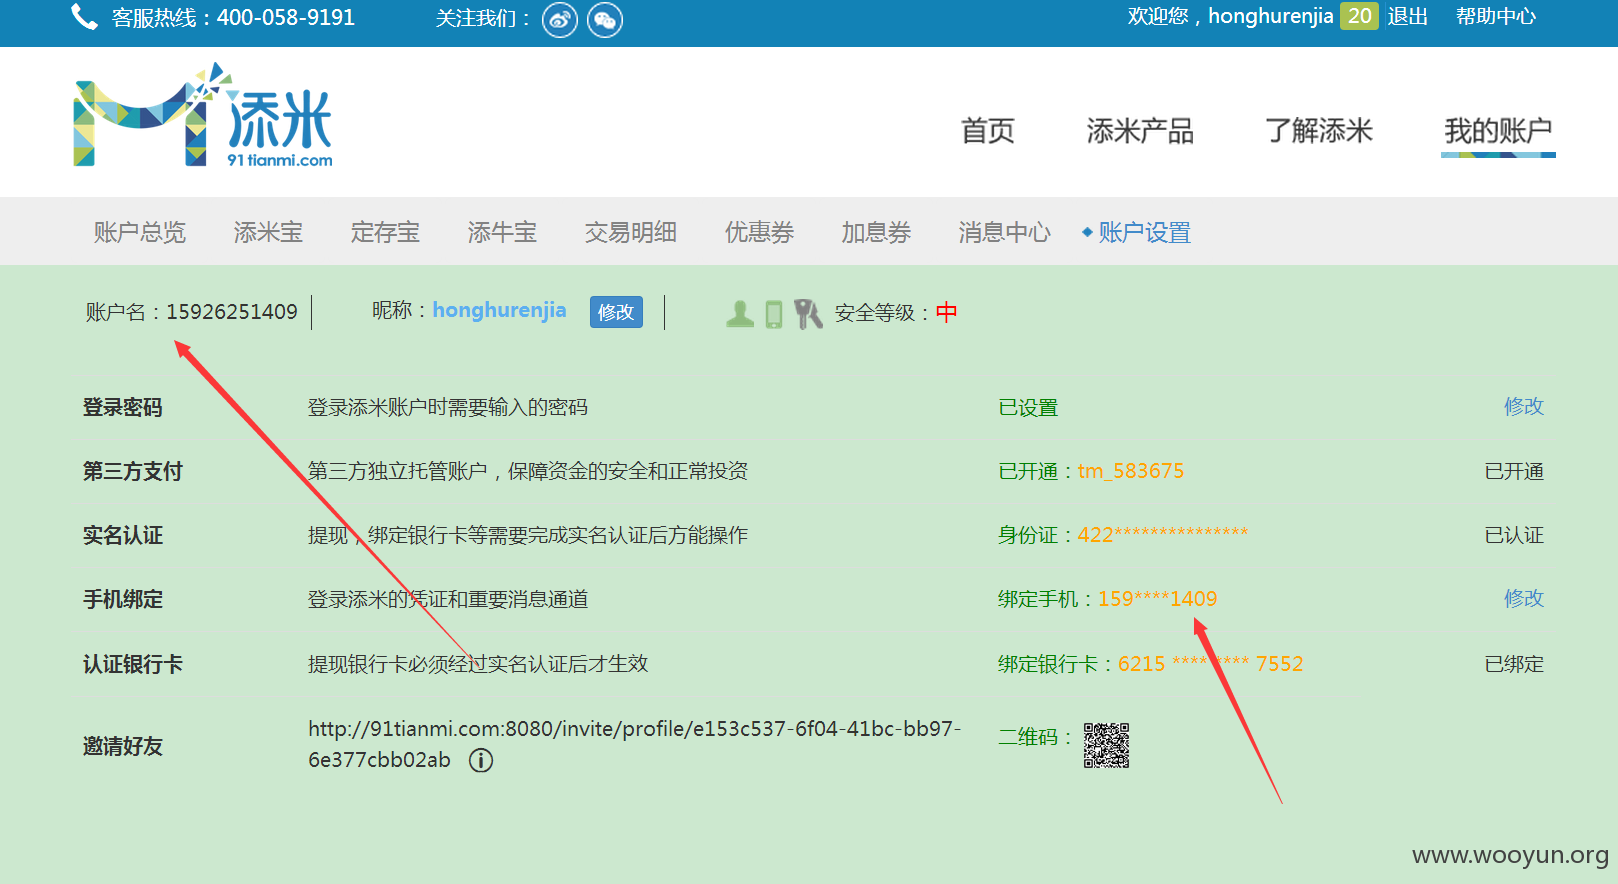 客服热线：400-058-9191 关注我们： 欢迎您，honghurenjia 20 退出 帮助中心
添米
91tianmi.com
首页 添米产品 了解添米 我的账户
账户总览 添米宝 定存宝 添牛宝 交易明细 优惠券 加息券 消息中心 账户设置
账户名：15926251409 昵称：honghurenjia 修改 安全等级：中
登录密码 登录添米账户时需要输入的密码 已设置 修改
第三方支付 第三方独立托管账户，保障资金的安全和正常投资 已开通：tm_583675 已开通
实名认证 提现，绑定银行卡等需要完成实名认证后方能操作 身份证：422*************** 已认证
手机绑定 登录添米的凭证和重要消息通道 绑定手机：159****1409 修改
认证银行卡 提现银行卡必须经过实名认证后才生效 绑定银行卡：6215 ********* 7552 已绑定
邀请好友 http://91tianmi.com:8080/invite/profile/e153c537-6f04-41bc-bb97-
6e377cbb02ab 二维码：
www.wooyun.org